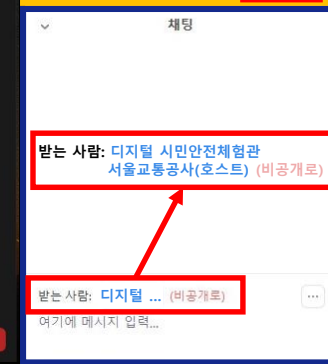 채팅
받는 사람: 디지털 시민안전체험관
서울교통공사(호스트) (비공개로)
받는 사람: 디지털 ... (비공개로)
여기에 메시지 입력...